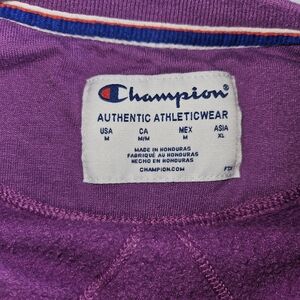 Champion®
AUTHENTIC ATHLETICWEAR
USA CA MEX ASIA
M M/M M XL
MADE IN HONDURAS
FABRIQUÉ AU HONDURAS
HECHO EN HONDURAS
CHAMPION.COM